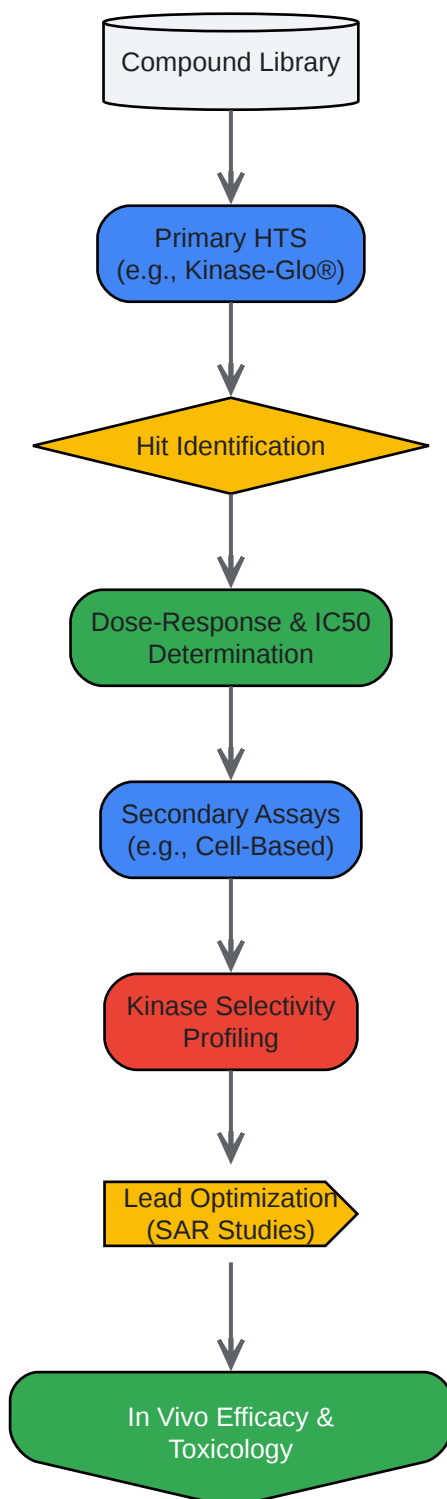 Compound Library
Primary HTS
(e.g., Kinase-Glo®)
Hit Identification
Dose-Response & IC50
Determination
Secondary Assays
(e.g., Cell-Based)
Kinase Selectivity
Profiling
Lead Optimization
(SAR Studies)
In Vivo Efficacy &
Toxicology